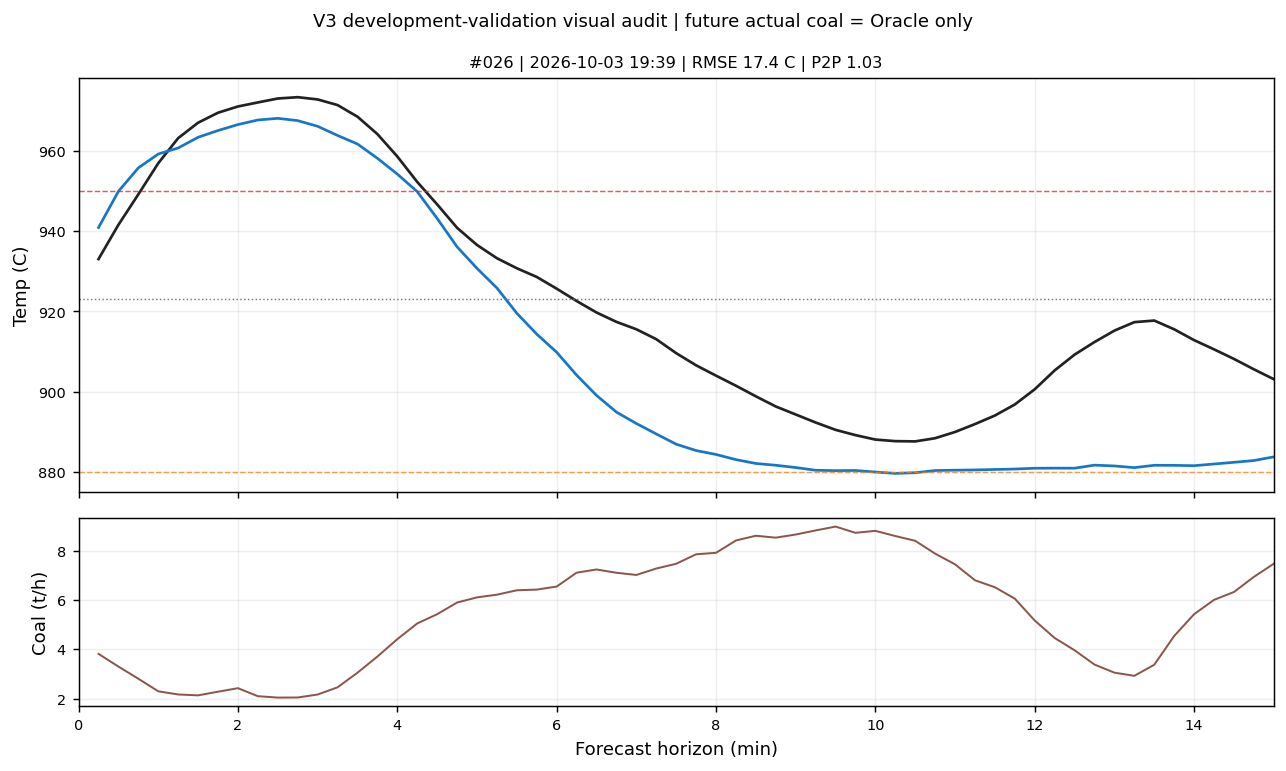 V3 development-validation visual audit | future actual coal = Oracle only
#026 | 2026-10-03 19:39 | RMSE 17.4 C | P2P 1.03
Temp (C)
960
940
920
900
880
Coal (t/h)
8
6
4
2
0 2 4 6 8 10 12 14
Forecast horizon (min)